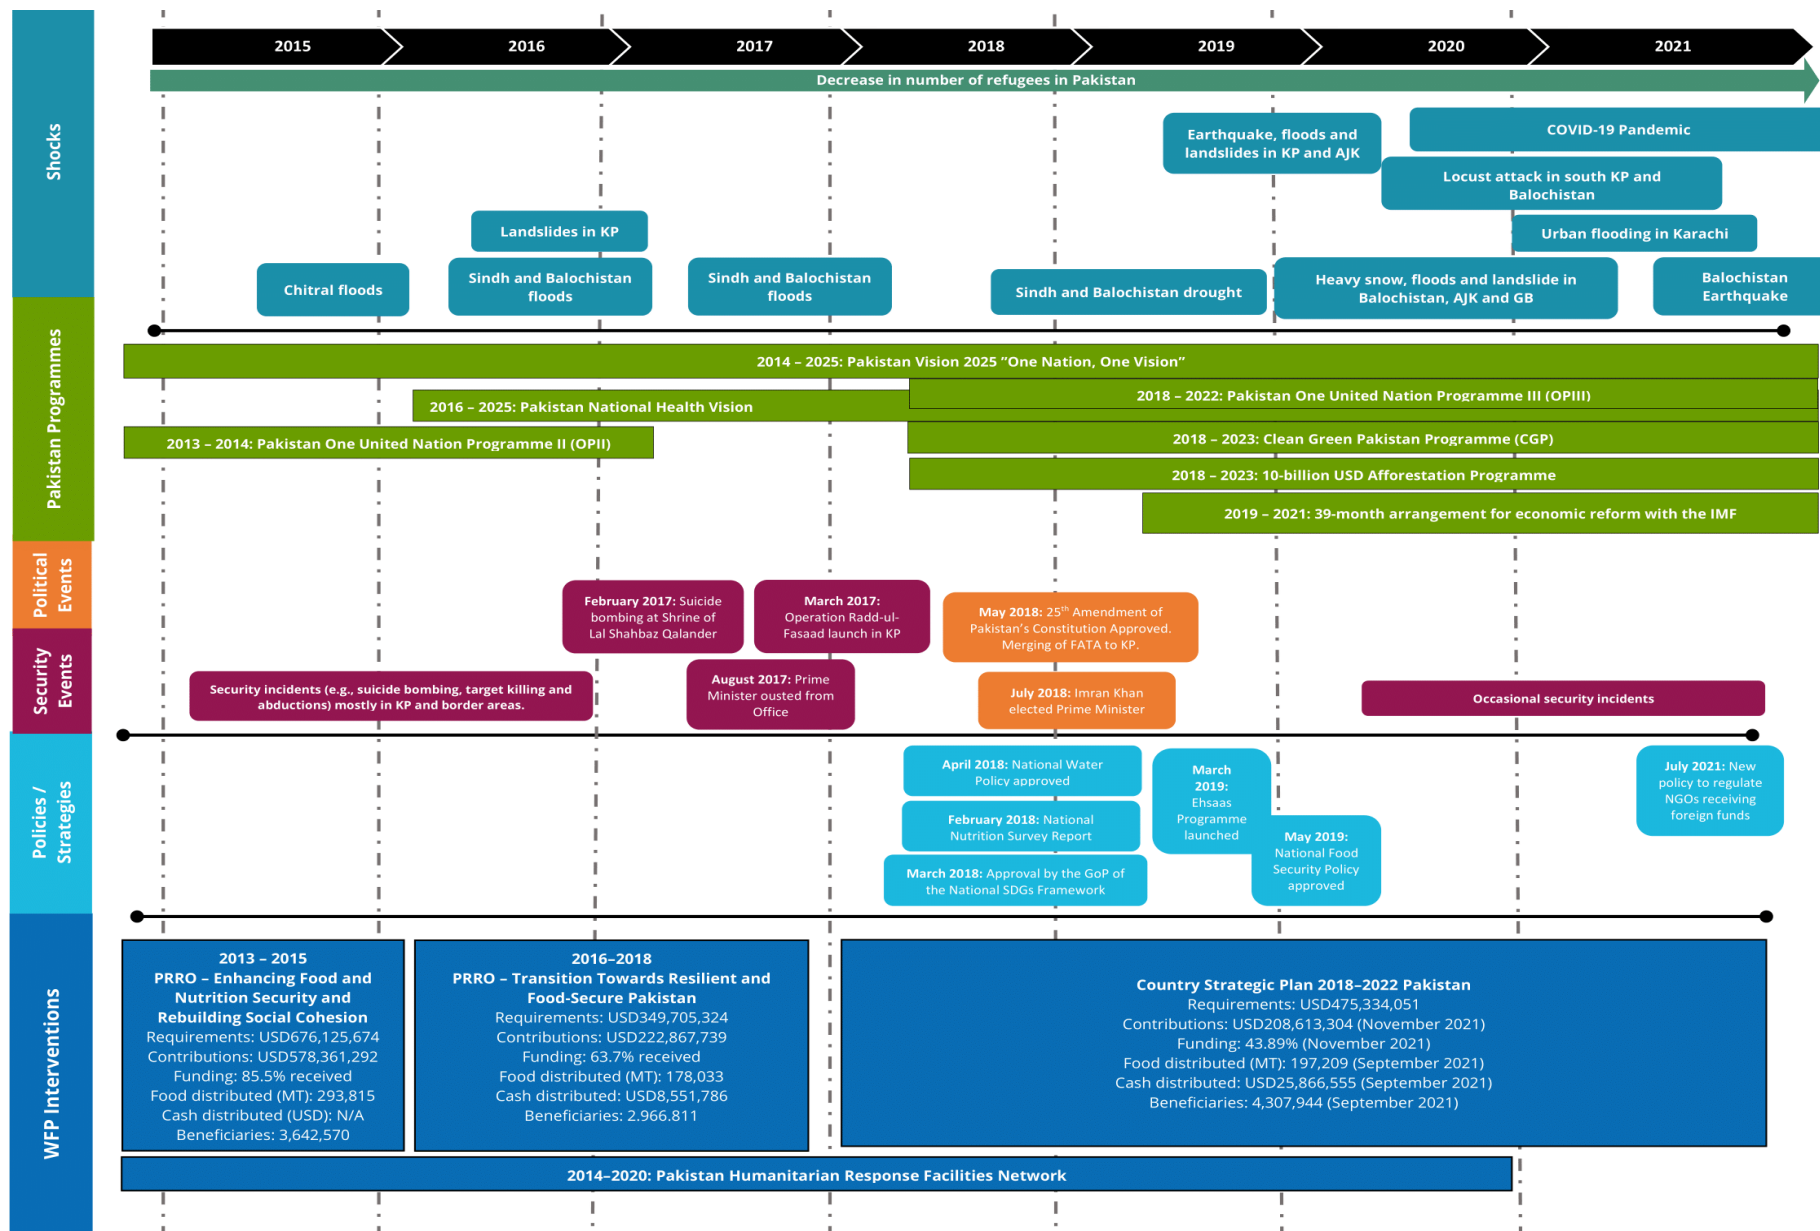 2015
2016
2017
2018
2019
2020
2021
Decrease in number of refugees in Pakistan
Shocks
Earthquake, floods and
landslides in KP and AJK
COVID-19 Pandemic
Locust attack in south KP and
Balochistan
Landslides in KP
Urban flooding in Karachi
Chitral floods
Sindh and Balochistan
floods
Sindh and Balochistan
floods
Sindh and Balochistan drought
Heavy snow, floods and landslide in
Balochistan, AJK and GB
Balochistan
Earthquake
Pakistan Programmes
2014 – 2025: Pakistan Vision 2025 “One Nation, One Vision”
2018 – 2022: Pakistan One United Nation Programme III (OPIII)
2016 – 2025: Pakistan National Health Vision
2013 – 2014: Pakistan One United Nation Programme II (OPII)
2018 – 2023: Clean Green Pakistan Programme (CGP)
2018 – 2023: 10-billion USD Afforestation Programme
2019 – 2021: 39-month arrangement for economic reform with the IMF
Political
Events
Security
Events
February 2017: Suicide
bombing at Shrine of
Lal Shahbaz Qalander
March 2017:
Operation Radd-ul-
Fasaad launch in KP
May 2018: 25th Amendment of
Pakistan’s Constitution Approved.
Merging of FATA to KP.
Security incidents (e.g., suicide bombing, target killing and
abductions) mostly in KP and border areas.
August 2017: Prime
Minister ousted from
Office
July 2018: Imran Khan
elected Prime Minister
Occasional security incidents
Policies /
Strategies
April 2018: National Water
Policy approved
February 2018: National
Nutrition Survey Report
March 2018: Approval by the GoP of
the National SDGs Framework
March
2019:
Ehsaas
Programme
launched
May 2019:
National Food
Security Policy
approved
July 2021: New
policy to regulate
NGOs receiving
foreign funds
WFP Interventions
2013 – 2015
PRRO – Enhancing Food and
Nutrition Security and
Rebuilding Social Cohesion
Requirements: USD676,125,674
Contributions: USD578,361,292
Funding: 85.5% received
Food distributed (MT): 293,815
Cash distributed (USD): N/A
Beneficiaries: 3,642,570
2016–2018
PRRO – Transition Towards Resilient and
Food-Secure Pakistan
Requirements: USD349,705,324
Contributions: USD222,867,739
Funding: 63.7% received
Food distributed (MT): 178,033
Cash distributed: USD8,551,786
Beneficiaries: 2.966.811
Country Strategic Plan 2018–2022 Pakistan
Requirements: USD475,334,051
Contributions: USD208,613,304 (November 2021)
Funding: 43.89% (November 2021)
Food distributed (MT): 197,209 (September 2021)
Cash distributed: USD25,866,555 (September 2021)
Beneficiaries: 4,307,944 (September 2021)
2014–2020: Pakistan Humanitarian Response Facilities Network